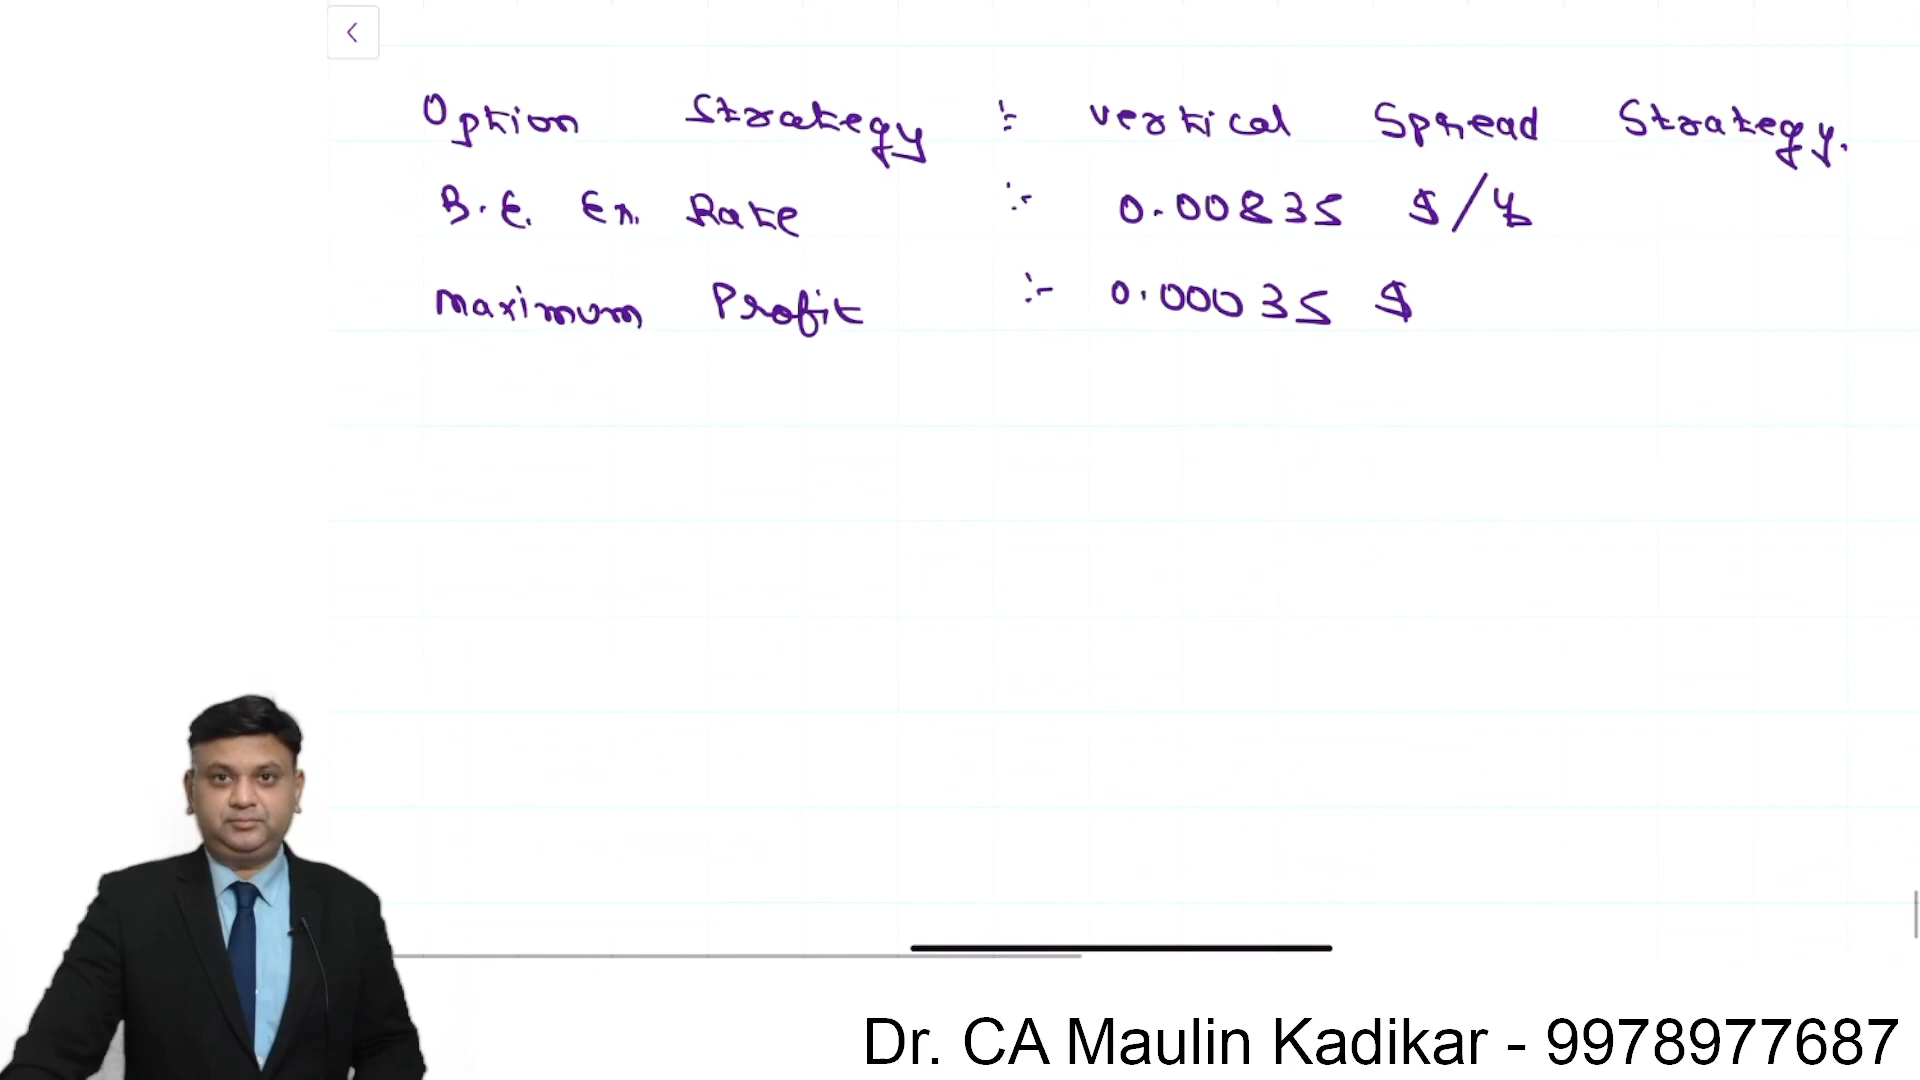 Option Strategy :- Vertical Spread Strategy.
B.E. Ex. Rate :- 0.00835 $/¥
Maximum Profit :- 0.00035 $
Dr. CA Maulin Kadikar - 9978977687